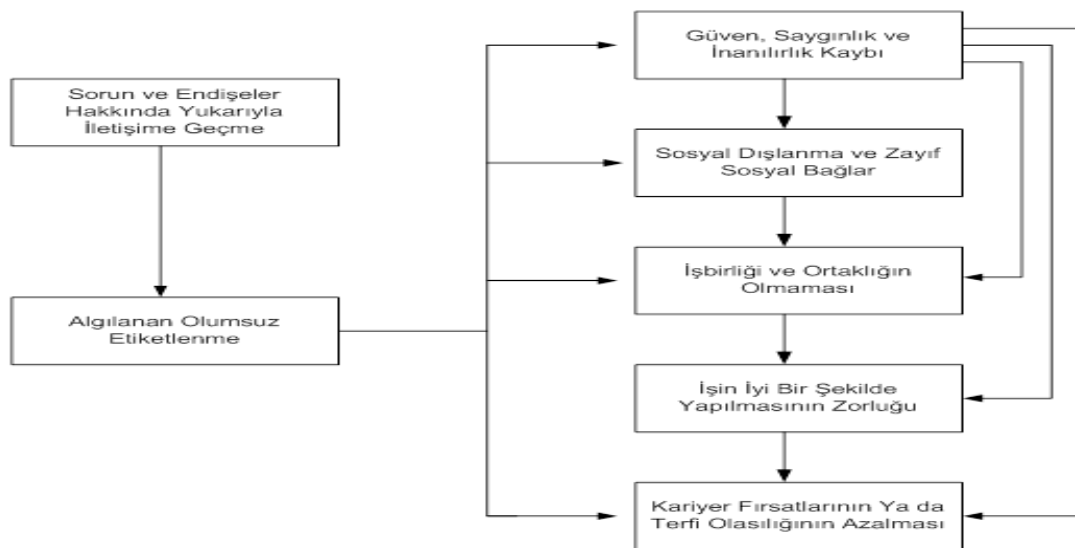 Sorun ve Endişeler
Hakkında Yukarıyla
İletişime Geçme
Algılanan Olumsuz
Etiketlenme
Güven, Saygınlık ve
İnanılırlık Kaybı
Sosyal Dışlanma ve Zayıf
Sosyal Bağlar
İşbirliği ve Ortaklığın
Olmaması
İşin İyi Bir Şekilde
Yapılmasının Zorluğu
Kariyer Fırsatlarının Ya da
Terfi Olasılığının Azalması